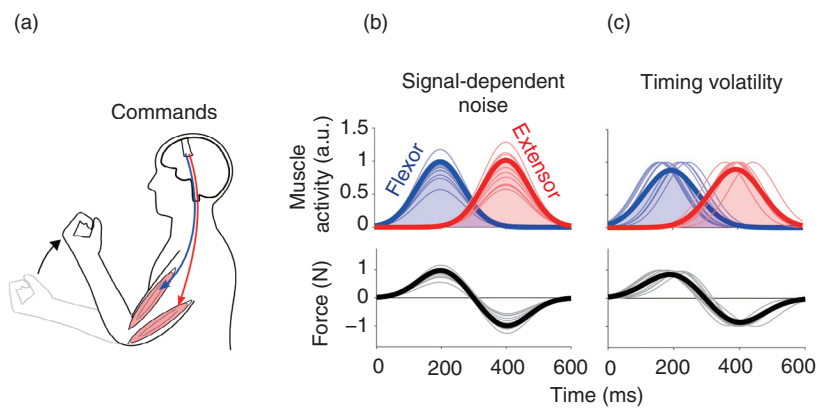 (a)
Commands
(b)
Signal-dependent
noise
(c)
Timing volatility
Muscle
activity (a.u.)
1.5
1
0.5
0
Flexor
Extensor
Force (N)
1
0
−1
0 200 400 600
0 200 400 600
Time (ms)